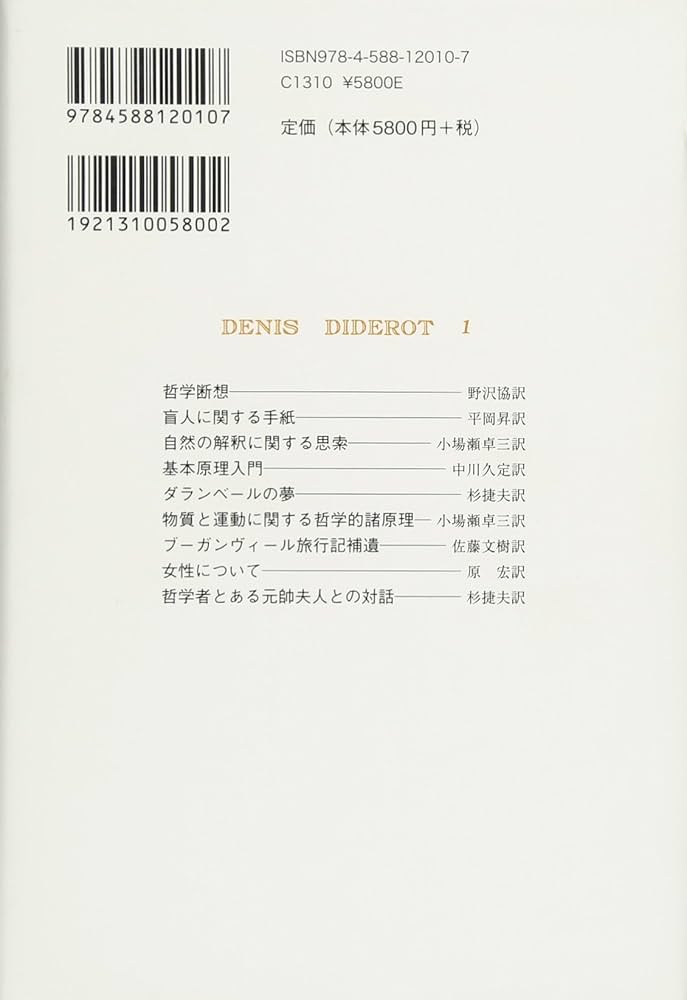 ISBN978-4-588-12010-7
C1310 ¥5800E
9784588120107
定価（本体5800円＋税）
1921310058002
DENIS DIDEROT 1
哲学断想――野沢協訳
盲人に関する手紙――平岡昇訳
自然の解釈に関する思索――小場瀬卓三訳
基本原理入門――中川久定訳
ダランベールの夢――杉捷夫訳
物質と運動に関する哲学的諸原理―小場瀬卓三訳
ブーガンヴィール旅行記補遺――佐藤文樹訳
女性について――原 宏訳
哲学者とある元帥夫人との対話――杉捷夫訳